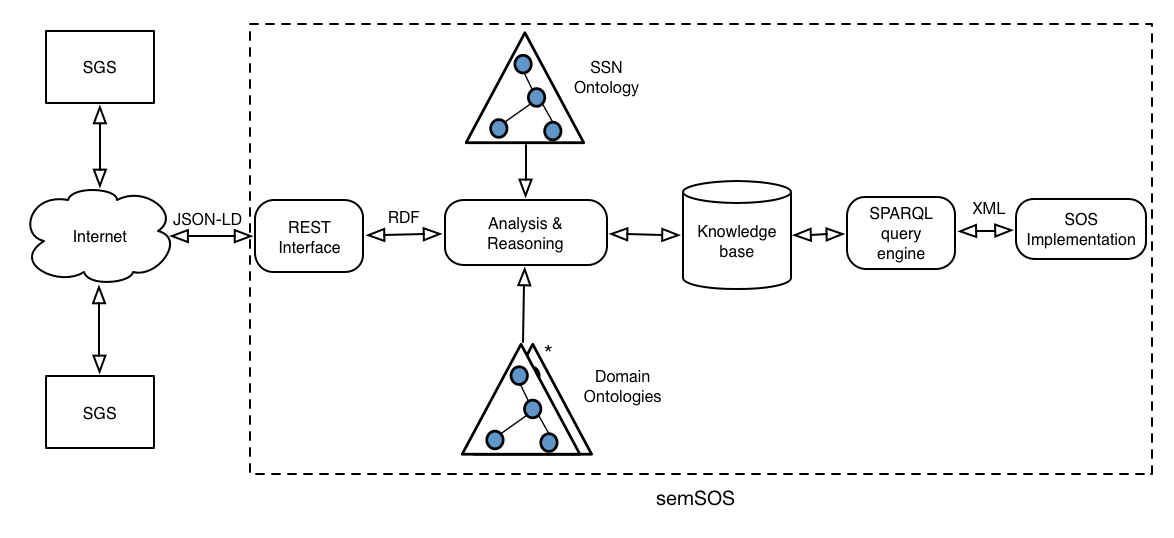 SGS
SSN
Ontology
Internet
JSON-LD
REST
Interface
RDF
Analysis &
Reasoning
Knowledge
base
SPARQL
query
engine
XML
SOS
Implementation
*
Domain
Ontologies
SGS
semSOS